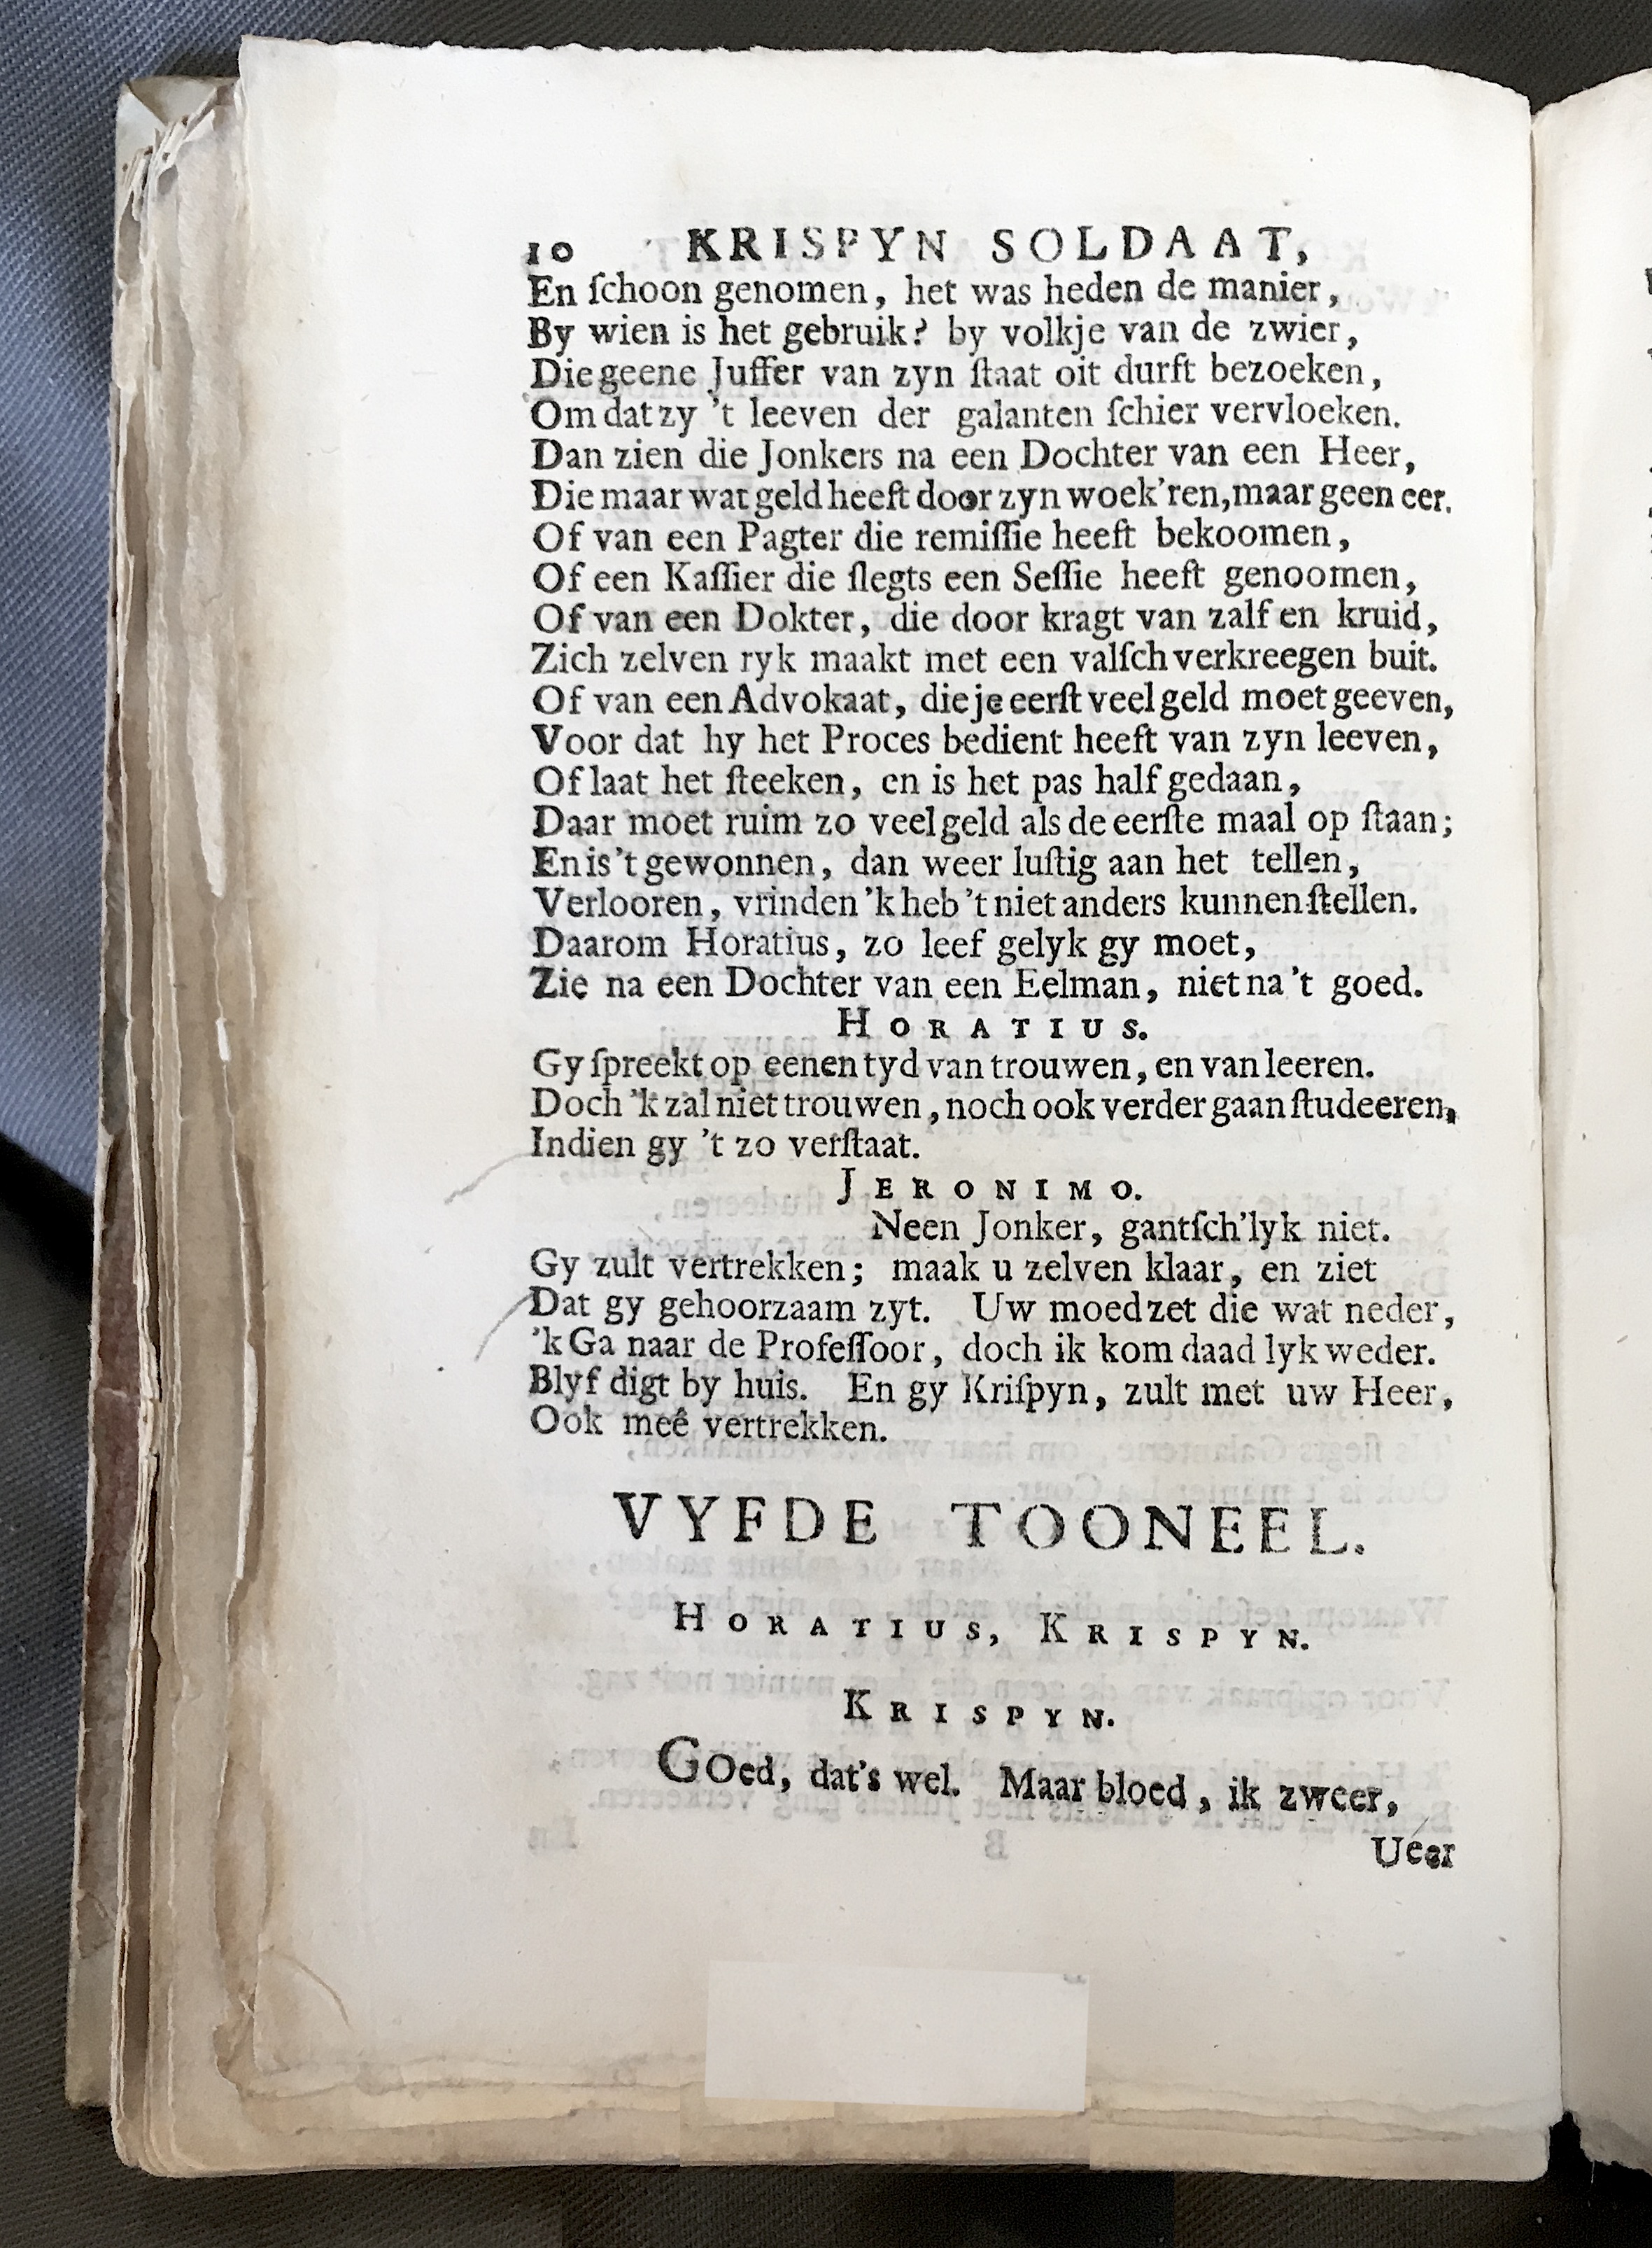 10 KRISPYN SOLDAAT,
En ſchoon genomen, het was heden de manier,
By wien is het gebruik? by volkje van de zwier,
Die geene Juffer van zyn ſtaat oit durft bezoeken,
Om dat zy 't leeven der galanten ſchier vervloeken.
Dan zien die Jonkers na een Dochter van een Heer,
Die maar wat geld heeft door zyn woek'ren, maar geen eer.
Of van een Pagter die remiſſie heeft bekoomen,
Of een Kaſſier die ſlegts een Seſſie heeft genoomen,
Of van een Dokter, die door kragt van zalf en kruid,
Zich zelven ryk maakt met een valſch verkreegen buit.
Of van een Advokaat, die je eerſt veel geld moet geeven,
Voor dat hy het Proces bedient heeft van zyn leeven,
Of laat het ſteeken, en is het pas half gedaan,
Daar moet ruim zo veel geld als de eerſte maal op ſtaan;
En is 't gewonnen, dan weer luſtig aan het tellen,
Verlooren, vrinden 'k heb 't niet anders kunnen ſtellen.
Daarom Horatius, zo leef gelyk gy moet,
Zie na een Dochter van een Eelman, niet na 't goed.
HORATIUS.
Gy ſpreekt op eenen tyd van trouwen, en van leeren.
Doch 'k zal niet trouwen, noch ook verder gaan ſtudeeren,
Indien gy 't zo verſtaat.
JERONIMO.
Neen Jonker, gantſch'lyk niet.
Gy zult vertrekken; maak u zelven klaar, en ziet
Dat gy gehoorzaam zyt. Uw moed zet die wat neder,
'k Ga naar de Profeſſoor, doch ik kom daad lyk weder.
Blyf digt by huis. En gy Kriſpyn, zult met uw Heer,
Ook meê vertrekken.
VYFDE TOONEEL.
HORATIUS, KRISPYN.
KRISPYN.
GOed, dat's wel. Maar bloed, ik zweer,
Ueer